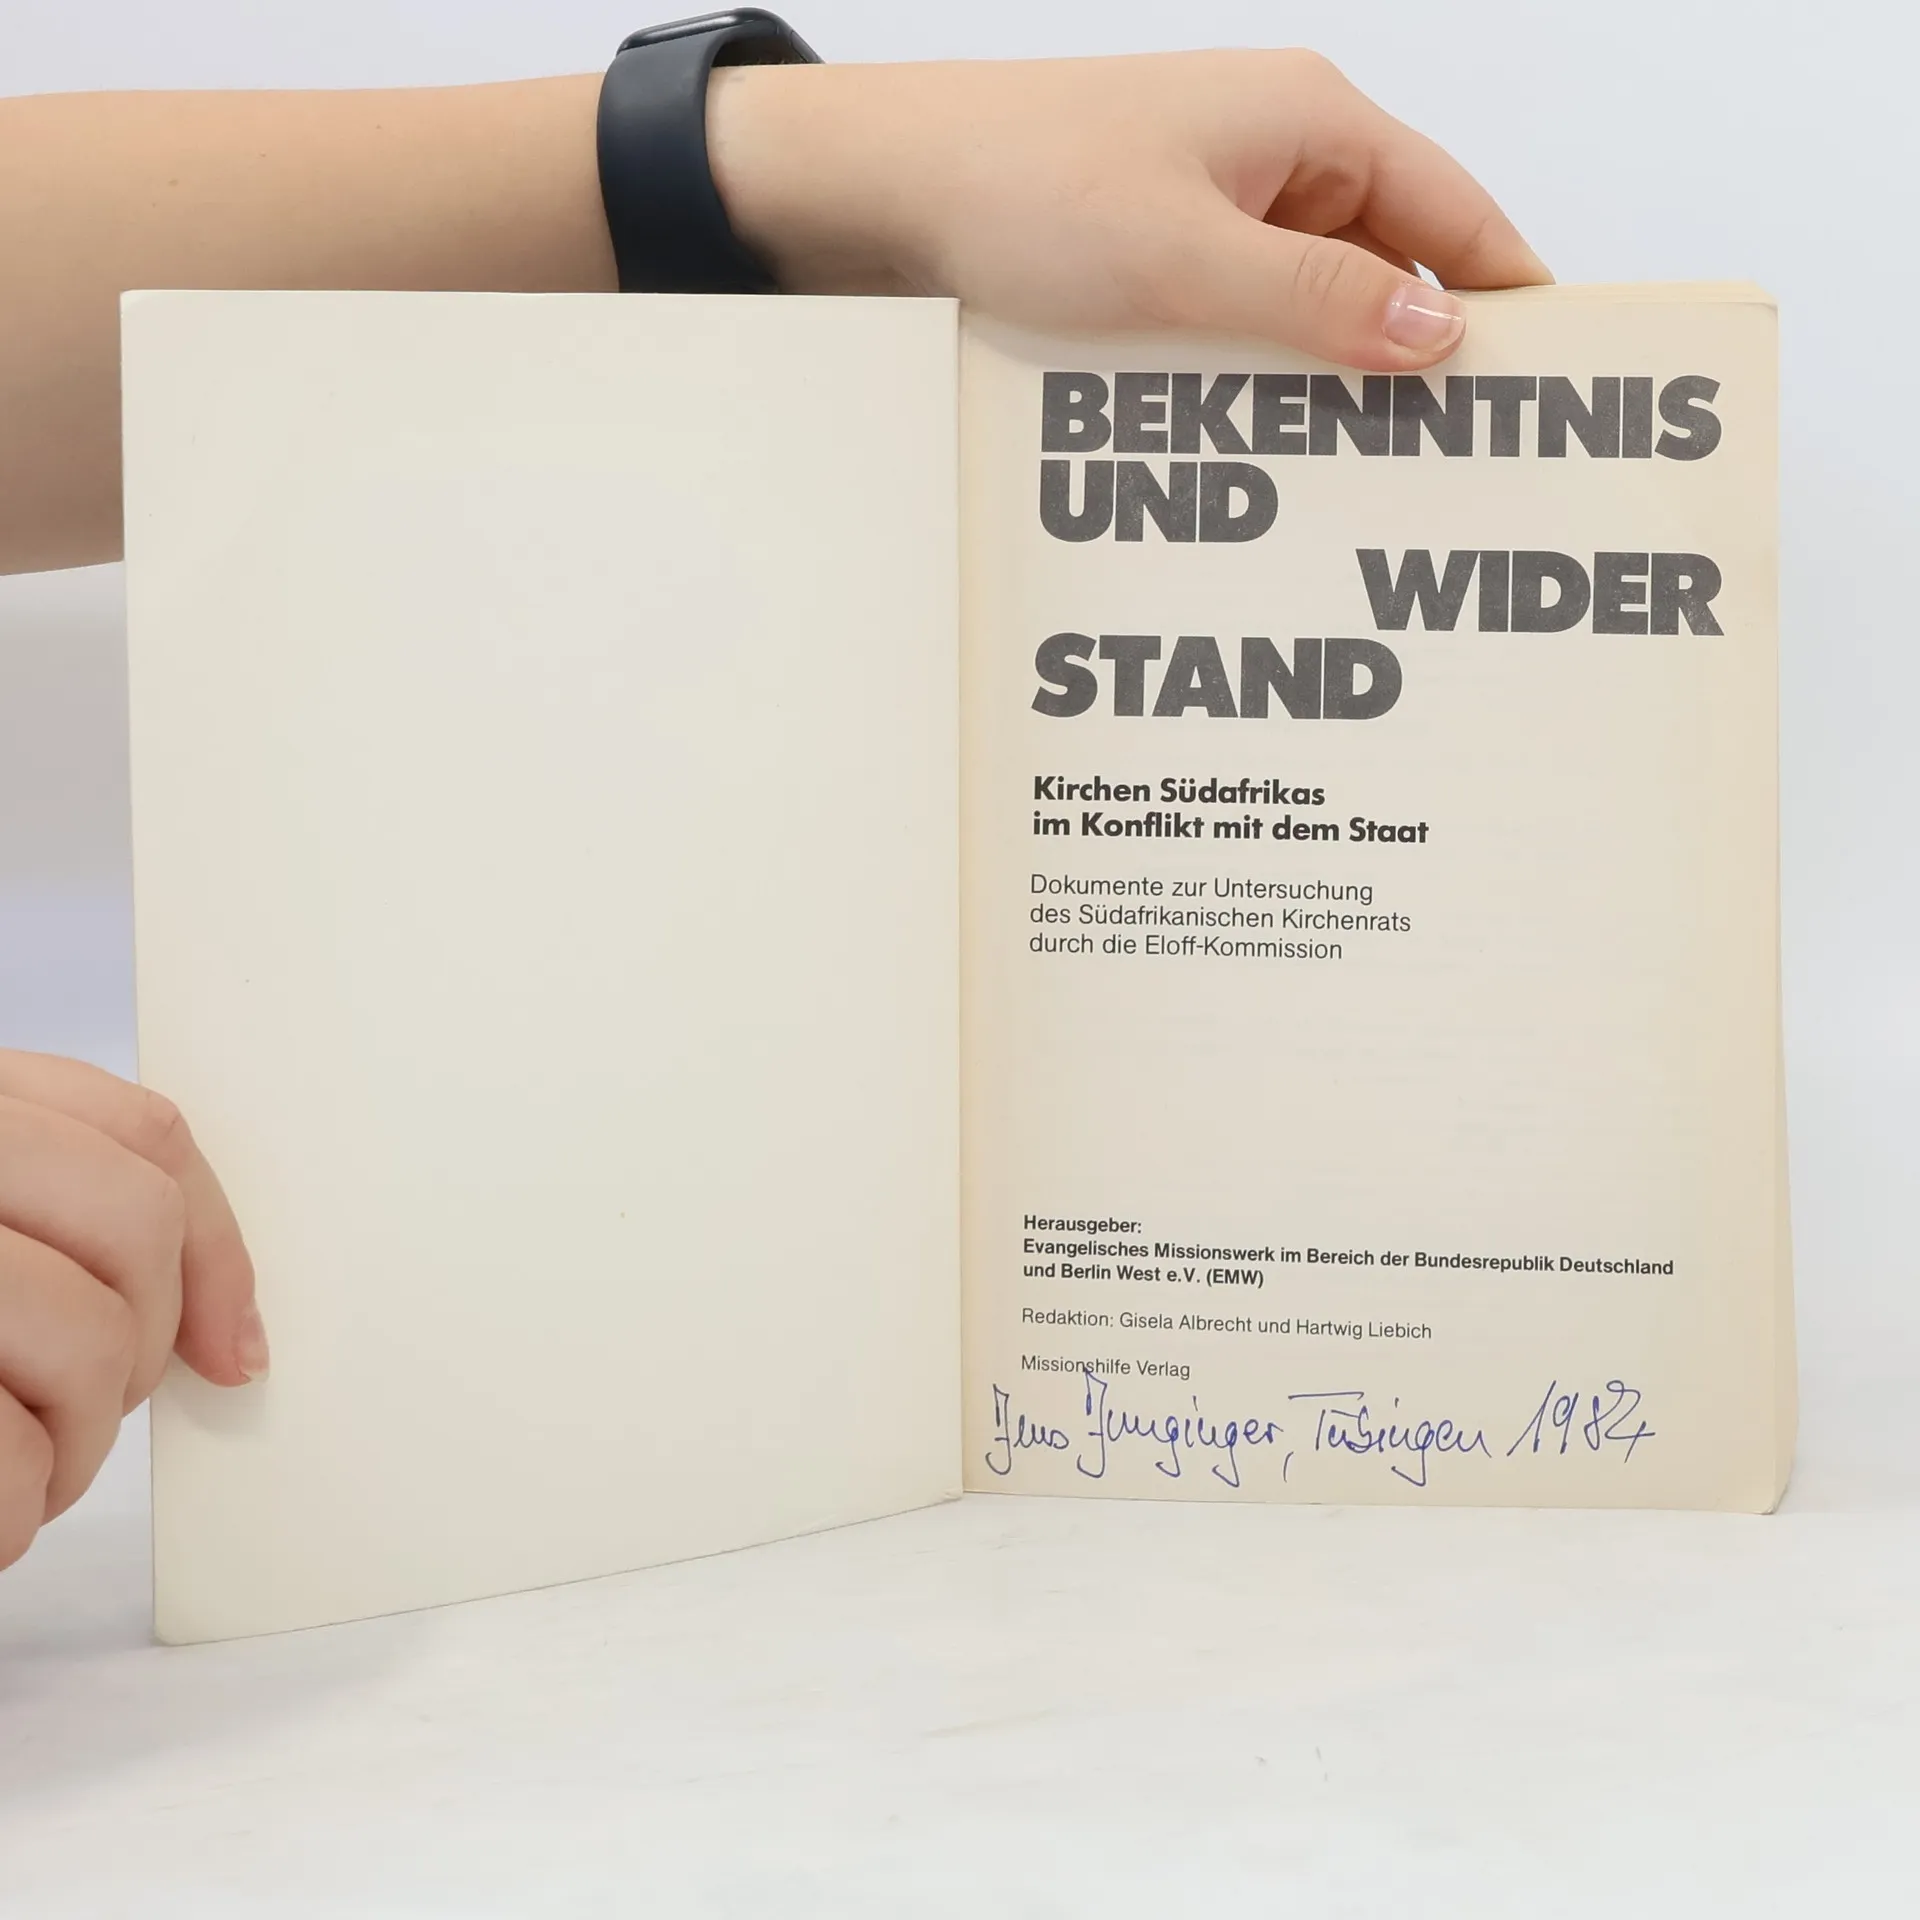 BEKENNTNIS
UND
WIDER
STAND
Kirchen Südafrikas
im Konflikt mit dem Staat
Dokumente zur Untersuchung
des Südafrikanischen Kirchenrats
durch die Eloff-Kommission
Herausgeber:
Evangelisches Missionswerk im Bereich der Bundesrepublik Deutschland
und Berlin West e.V. (EMW)
Redaktion: Gisela Albrecht und Hartwig Liebich
Missionshilfe Verlag
Jens Junginger, Tübingen 1984